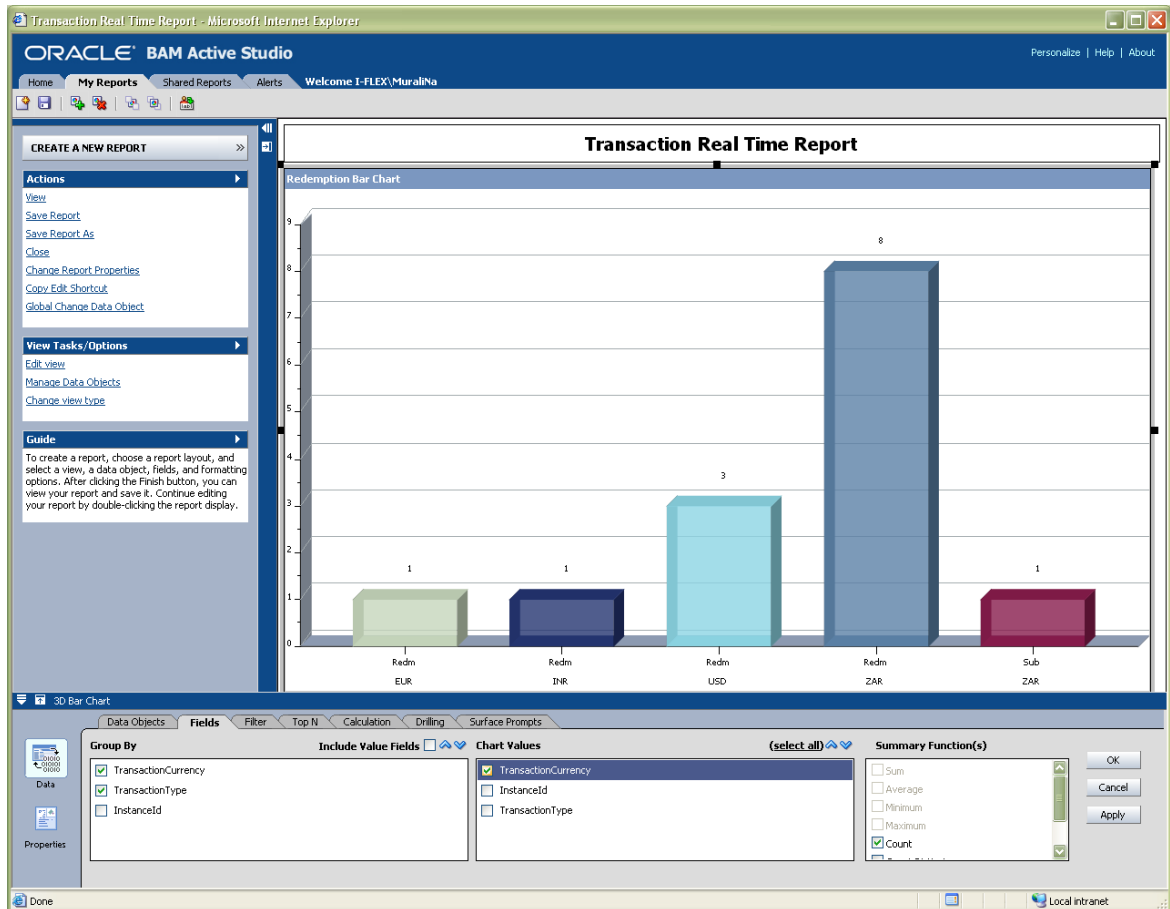 Transaction Real Time Report - Microsoft Internet Explorer
ORACLE BAM Active Studio
Personalize | Help | About
Home My Reports Shared Reports Alerts Welcome I-FLEX\MuraliNa
CREATE A NEW REPORT »
Actions
View
Save Report
Save Report As
Close
Change Report Properties
Copy Edit Shortcut
Global Change Data Object
View Tasks/Options
Edit view
Manage Data Objects
Change view type
Guide
To create a report, choose a report layout, and
select a view, a data object, fields, and formatting
options. After clicking the Finish button, you can
view your report and save it. Continue editing
your report by double-clicking the report display.
Transaction Real Time Report
Redemption Bar Chart
9
8
7
6
5
4
3
2
1
0
1 1 3 8 1
Redm Redm Redm Redm Sub
EUR INR USD ZAR ZAR
3D Bar Chart
Data Objects Fields Filter Top N Calculation Drilling Surface Prompts
Data
Properties
Group By Include Value Fields
TransactionCurrency
TransactionType
InstanceId
Chart Values (select all)
TransactionCurrency
InstanceId
TransactionType
Summary Function(s)
Sum
Average
Minimum
Maximum
Count
OK
Cancel
Apply
Done Local intranet